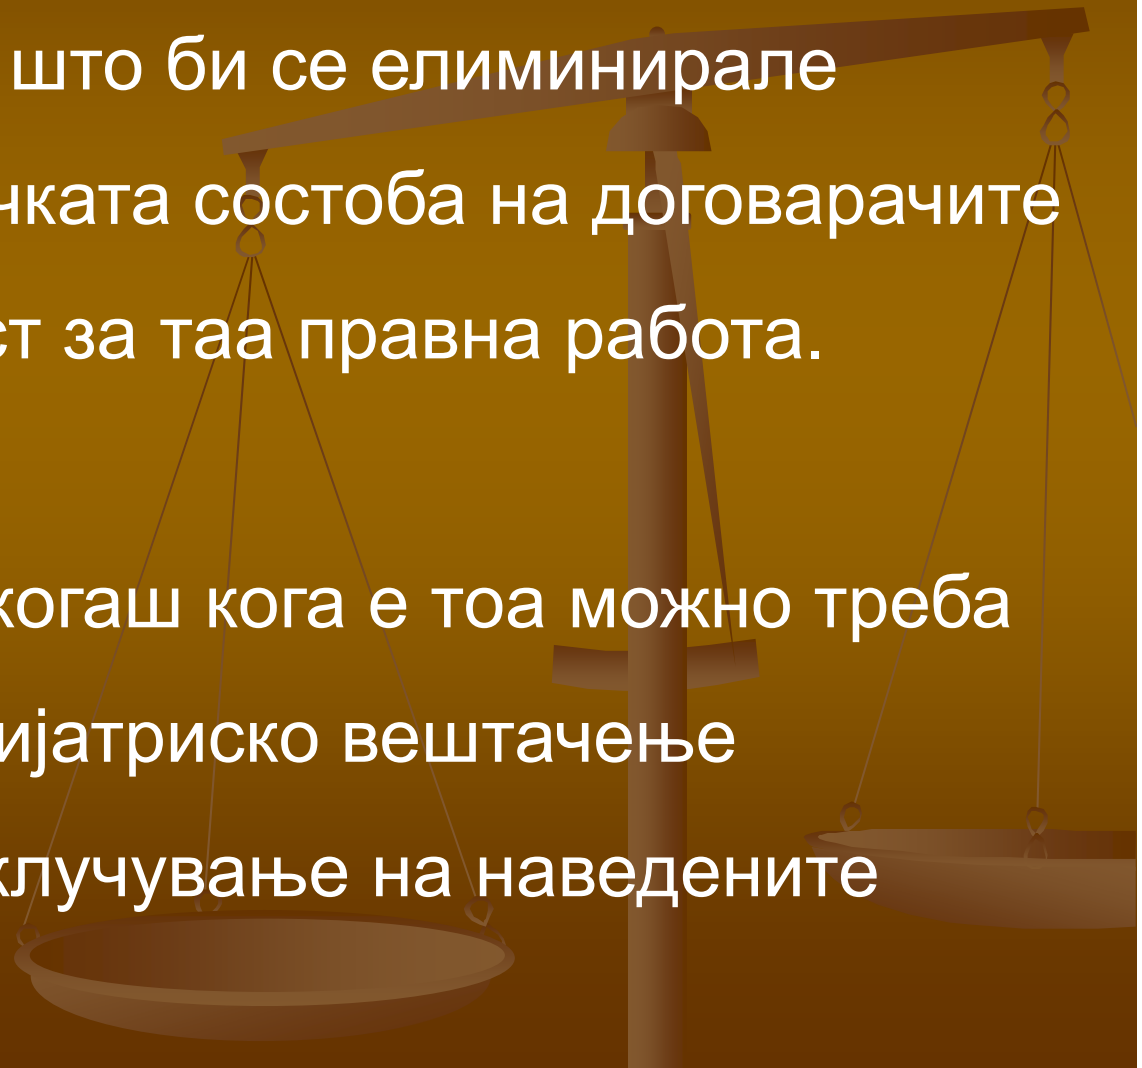 што би се елиминирале
чката состоба на договарачите
ст за таа правна работа.
когаш кога е тоа можно треба
ијатриско вештачење
клучување на наведените